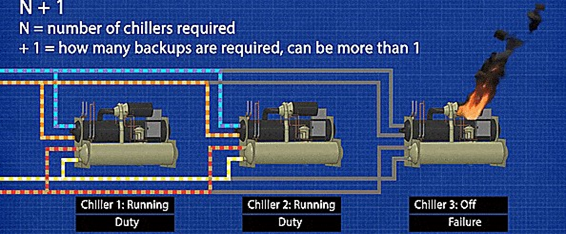 N + 1
N = number of chillers required
+ 1 = how many backups are required, can be more than 1
Chiller 1: Running
Duty
Chiller 2: Running
Duty
Chiller 3: Off
Failure